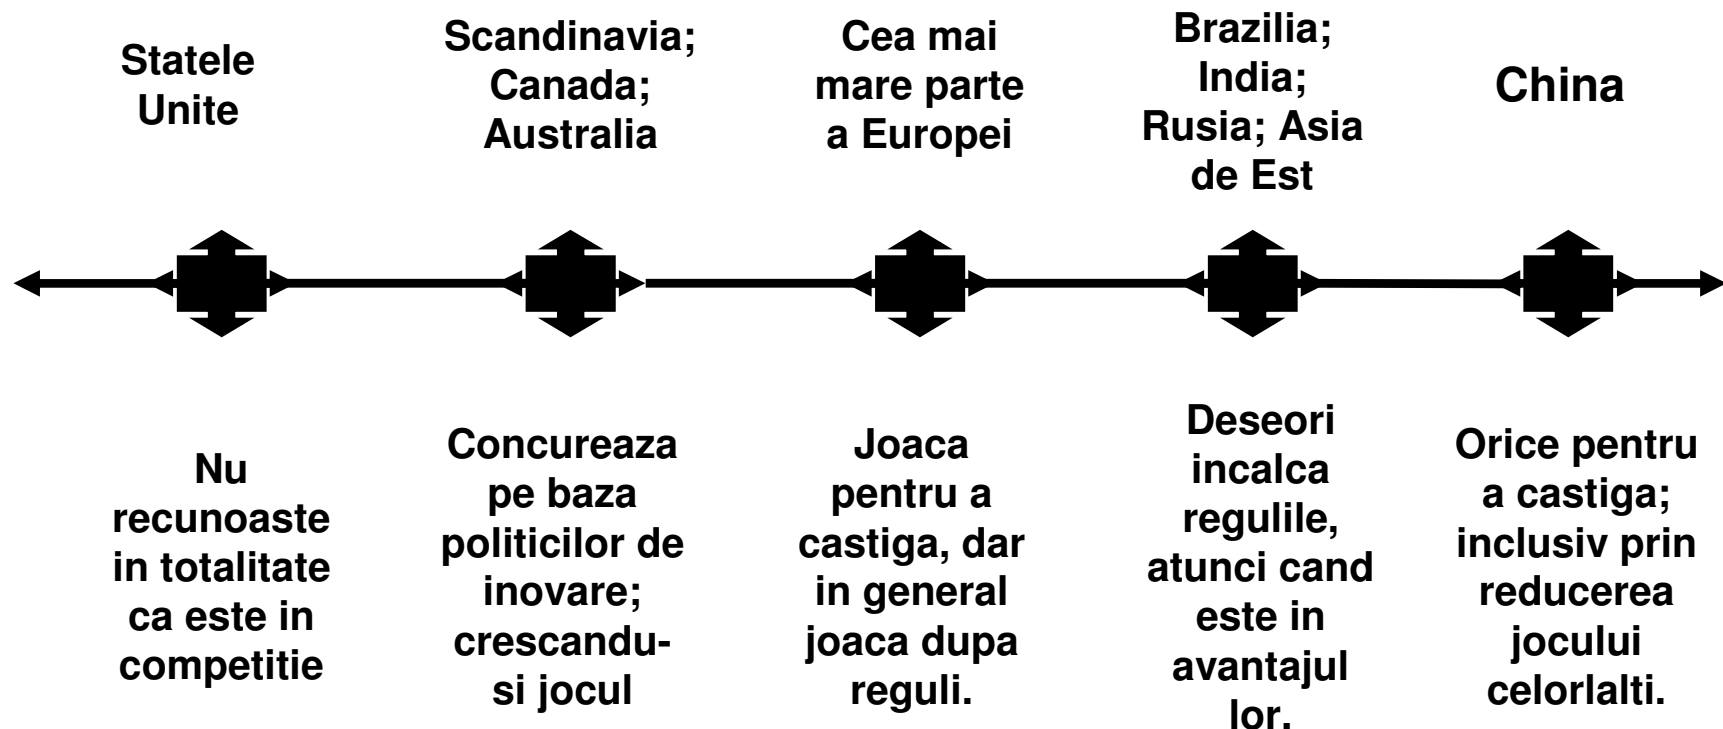 Statele
Unite
Scandinavia;
Canada;
Australia
Cea mai
mare parte
a Europei
Brazilia;
India;
Rusia; Asia
de Est
China
Nu
recunoaste
in totalitate
ca este in
competitie
Concureaza
pe baza
politicilor de
inovare;
crescandu-
si jocul
Joaca
pentru a
castiga, dar
in general
joaca dupa
reguli.
Deseori
incalca
regulile,
atunci cand
este in
avantajul
lor.
Orice pentru
a castiga;
inclusiv prin
reducerea
jocului
celorlalti.